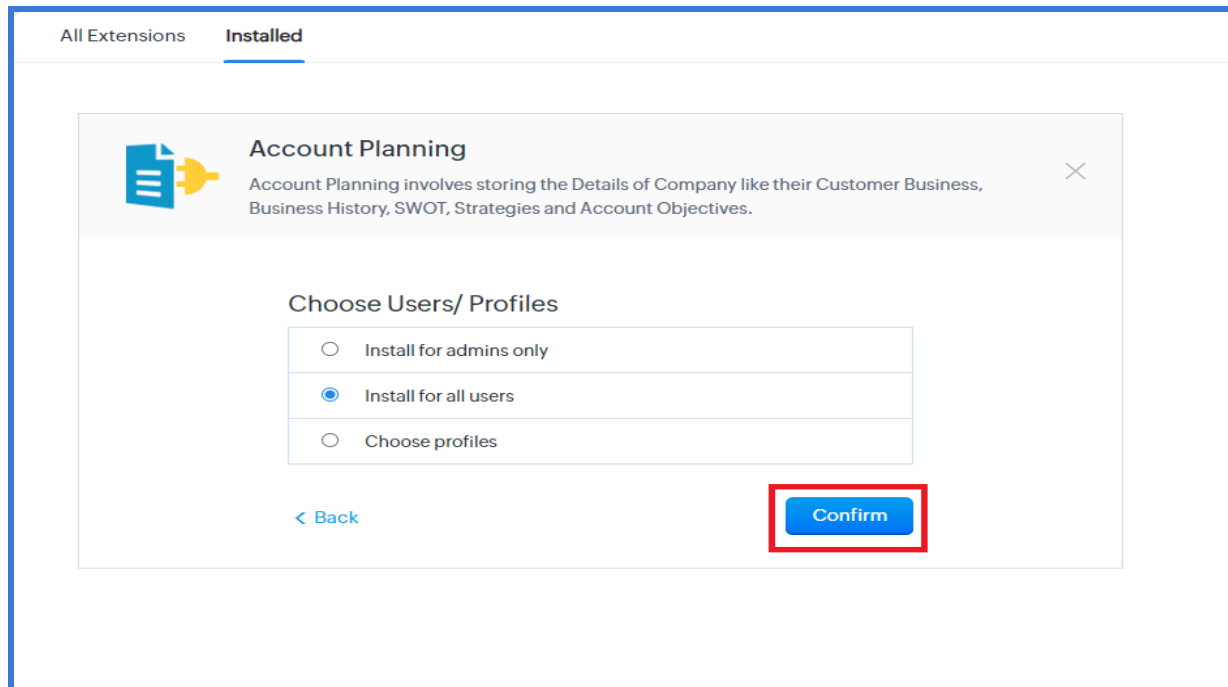 All Extensions Installed
Account Planning
Account Planning involves storing the Details of Company like their Customer Business,
Business History, SWOT, Strategies and Account Objectives.
Choose Users/ Profiles
Install for admins only
Install for all users
Choose profiles
Back Confirm